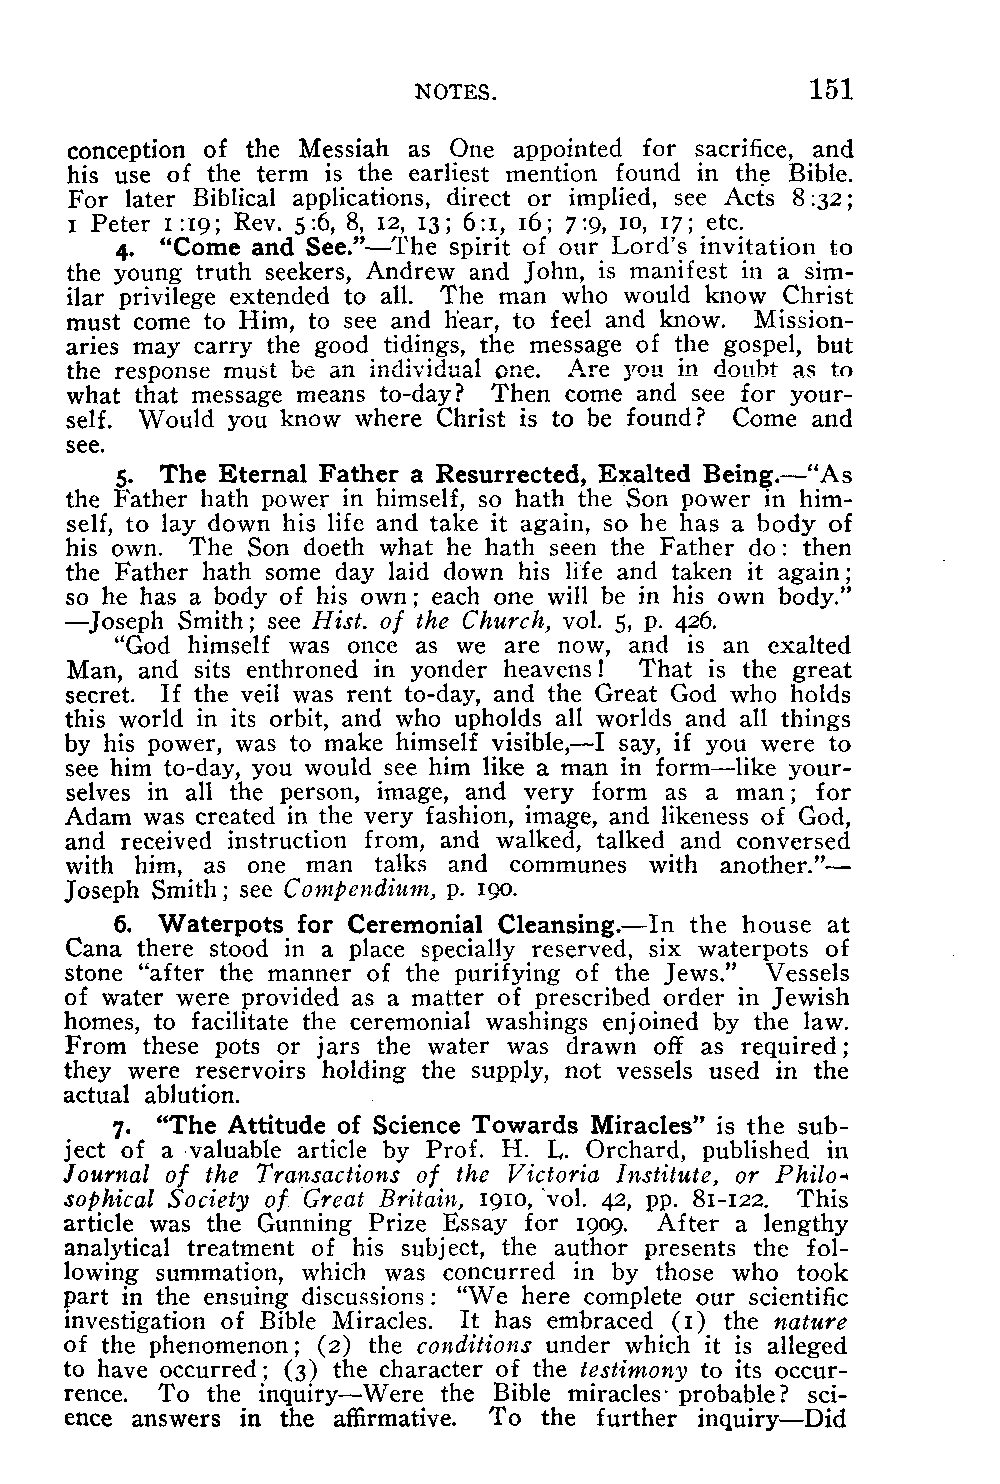 NOTES. 151
conception of the Messiah as One appointed for sacrifice, and
his use of the term is the earliest mention found in the Bible.
For later Biblical applications, direct or implied, see Acts 8:32;
1 Peter 1:19; Rev. 5:6, 8, 12, 13; 6:1, 16; 7:9, 10, 17; etc.
4. “Come and See.”—The spirit of our Lord's invitation to
the young truth seekers, Andrew and John, is manifest in a sim-
ilar privilege extended to all. The man who would know Christ
must come to Him, to see and hear, to feel and know. Mission-
aries may carry the good tidings, the message of the gospel, but
the response must be an individual one. Are you in doubt as to
what that message means to-day? Then come and see for your-
self. Would you know where Christ is to be found? Come and
see.
5. The Eternal Father a Resurrected, Exalted Being.—“As
the Father hath power in himself, so hath the Son power in him-
self, to lay down his life and take it again, so he has a body of
his own. The Son doeth what he hath seen the Father do: then
the Father hath some day laid down his life and taken it again;
so he has a body of his own; each one will be in his own body.”
—Joseph Smith; see Hist. of the Church, vol. 5, p. 426.
“God himself was once as we are now, and is an exalted
Man, and sits enthroned in yonder heavens! That is the great
secret. If the veil was rent to-day, and the Great God who holds
this world in its orbit, and who upholds all worlds and all things
by his power, was to make himself visible,—I say, if you were to
see him to-day, you would see him like a man in form—like your-
selves in all the person, image, and very form as a man; for
Adam was created in the very fashion, image, and likeness of God,
and received instruction from, and walked, talked and conversed
with him, as one man talks and communes with another.”—
Joseph Smith; see Compendium, p. 190.
6. Waterpots for Ceremonial Cleansing.—In the house at
Cana there stood in a place specially reserved, six waterpots of
stone “after the manner of the purifying of the Jews.” Vessels
of water were provided as a matter of prescribed order in Jewish
homes, to facilitate the ceremonial washings enjoined by the law.
From these pots or jars the water was drawn off as required;
they were reservoirs holding the supply, not vessels used in the
actual ablution.
7. “The Attitude of Science Towards Miracles” is the sub-
ject of a valuable article by Prof. H. L. Orchard, published in
Journal of the Transactions of the Victoria Institute, or Philo-
sophical Society of Great Britain, 1910, vol. 42, pp. 81-122. This
article was the Gunning Prize Essay for 1909. After a lengthy
analytical treatment of his subject, the author presents the fol-
lowing summation, which was concurred in by those who took
part in the ensuing discussions: “We here complete our scientific
investigation of Bible Miracles. It has embraced (1) the nature
of the phenomenon; (2) the conditions under which it is alleged
to have occurred; (3) the character of the testimony to its occur-
rence. To the inquiry—Were the Bible miracles probable? sci-
ence answers in the affirmative. To the further inquiry—Did